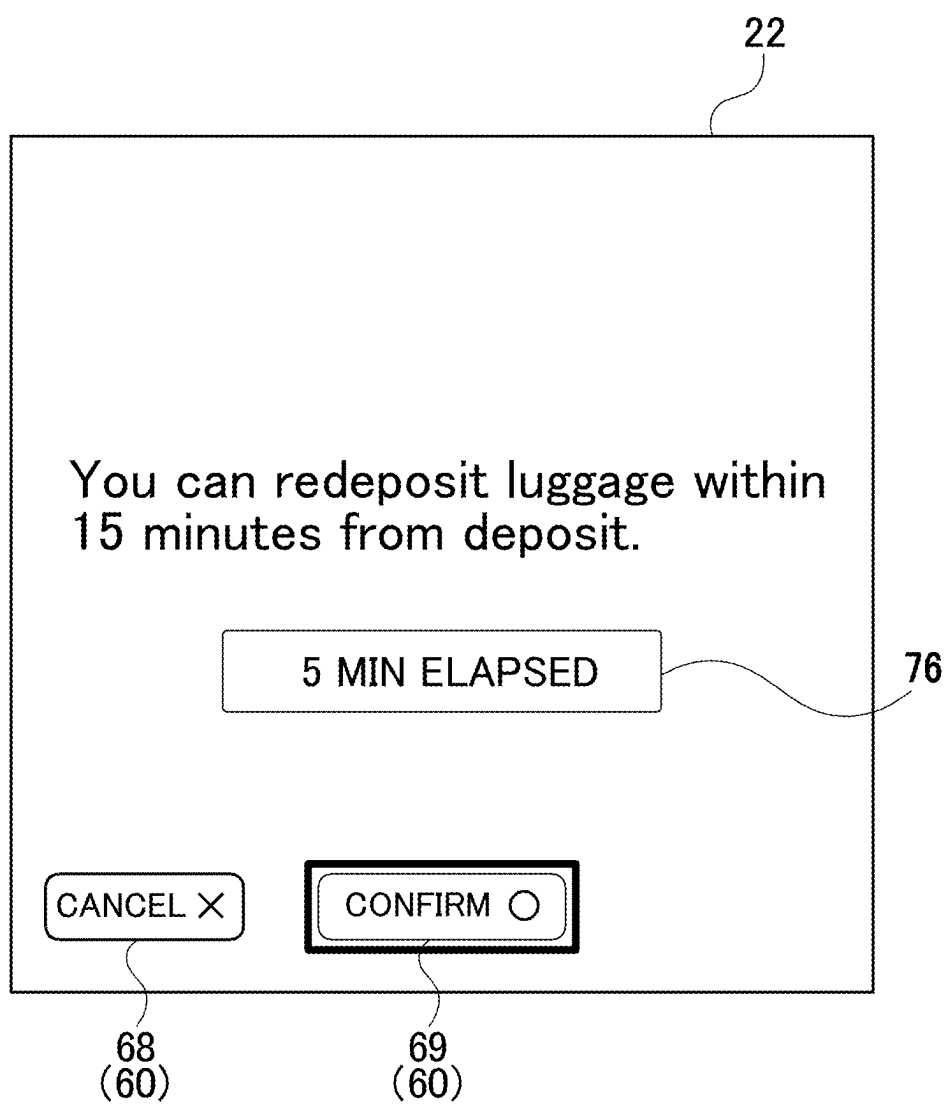 22
You can redeposit luggage within
15 minutes from deposit.
5 MIN ELAPSED
76
CANCEL ×
CONFIRM ○
68
(60)
69
(60)